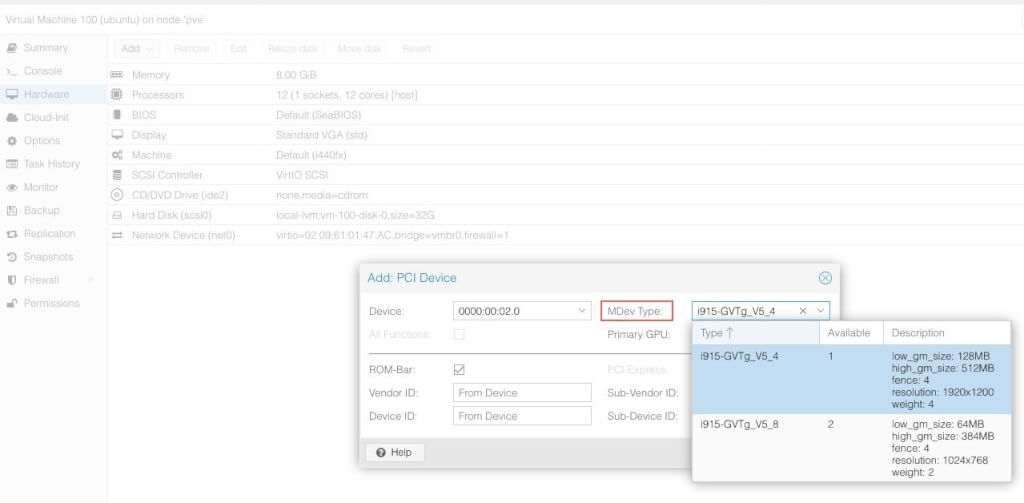 Virtual Machine 100 (ubuntu) on node 'pve'
Summary
Console
Hardware
Cloud-Init
Options
Task History
Monitor
Backup
Replication
Snapshots
Firewall
Permissions
Add Remove Edit Resize disk Move disk Revert
Memory 8.00 GiB
Processors 12 (1 sockets, 12 cores) [host]
BIOS Default (SeaBIOS)
Display Standard VGA (std)
Machine Default (i440fx)
SCSI Controller VirtIO SCSI
CD/DVD Drive (ide2) none,media=cdrom
Hard Disk (scsi0) local-lvm:vm-100-disk-0,size=32G
Network Device (net0) virtio=02:09:61:01:47:AC,bridge=vmbr0,firewall=1
Add: PCI Device
Device: 0000:00:02.0 MDev Type: i915-GVTg_V5_4
All Functions: Primary GPU:
ROM-Bar: PCI-Express:
Vendor ID: From Device Sub-Vendor ID:
Device ID: From Device Sub-Device ID:
Help
Type Available Description
i915-GVTg_V5_4 1 low_gm_size: 128MB
high_gm_size: 512MB
fence: 4
resolution: 1920x1200
weight: 4
i915-GVTg_V5_8 2 low_gm_size: 64MB
high_gm_size: 384MB
fence: 4
resolution: 1024x768
weight: 2